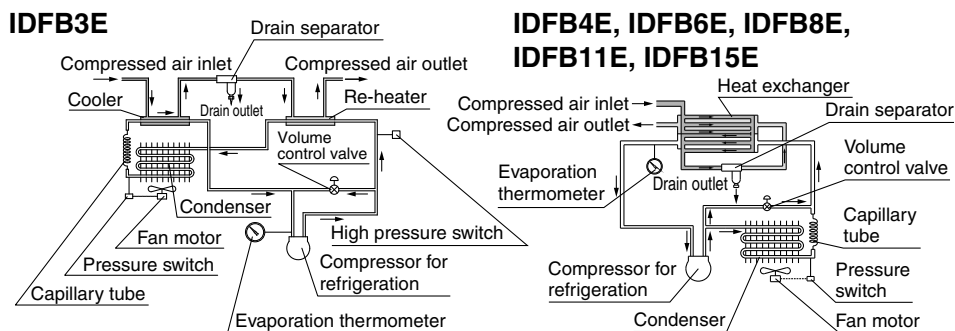 IDFB3E
Drain separator
Compressed air inlet
Compressed air outlet
Cooler
Drain outlet
Re-heater
Volume
control valve
Condenser
Fan motor
High pressure switch
Pressure switch
Compressor for
refrigeration
Capillary tube
Evaporation thermometer
IDFB4E, IDFB6E, IDFB8E,
IDFB11E, IDFB15E
Heat exchanger
Compressed air inlet
Compressed air outlet
Drain separator
Evaporation
thermometer
Drain outlet
Volume
control valve
Capillary
tube
Compressor for
refrigeration
Pressure
switch
Condenser
Fan motor